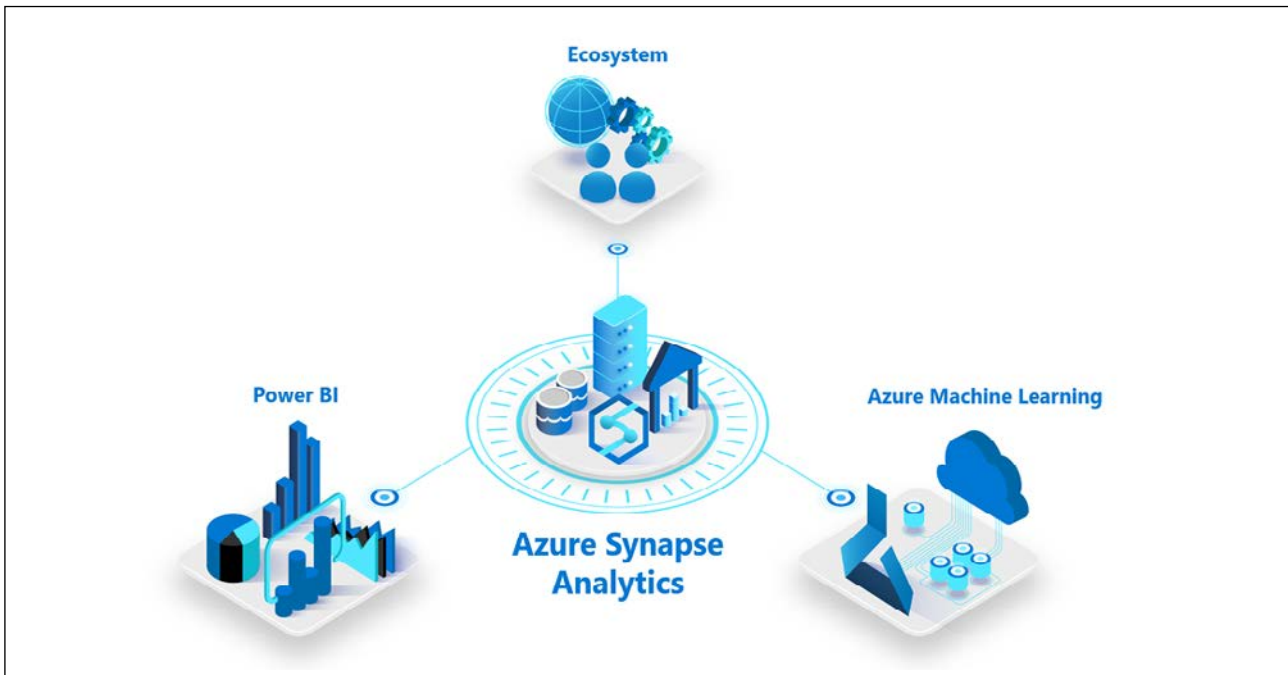 Ecosystem
Power BI
Azure Machine Learning
Azure Synapse
Analytics